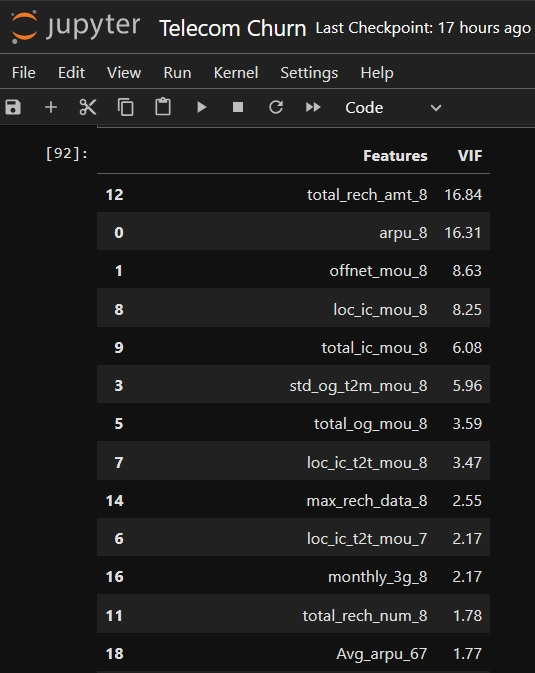 jupyter Telecom Churn Last Checkpoint: 17 hours ago
File Edit View Run Kernel Settings Help
Code
[92]: Features VIF
12 total_rech_amt_8 16.84
0 arpu_8 16.31
1 offnet_mou_8 8.63
8 loc_ic_mou_8 8.25
9 total_ic_mou_8 6.08
3 std_og_t2m_mou_8 5.96
5 total_og_mou_8 3.59
7 loc_ic_t2t_mou_8 3.47
14 max_rech_data_8 2.55
6 loc_ic_t2t_mou_7 2.17
16 monthly_3g_8 2.17
11 total_rech_num_8 1.78
18 Avg_arpu_67 1.77